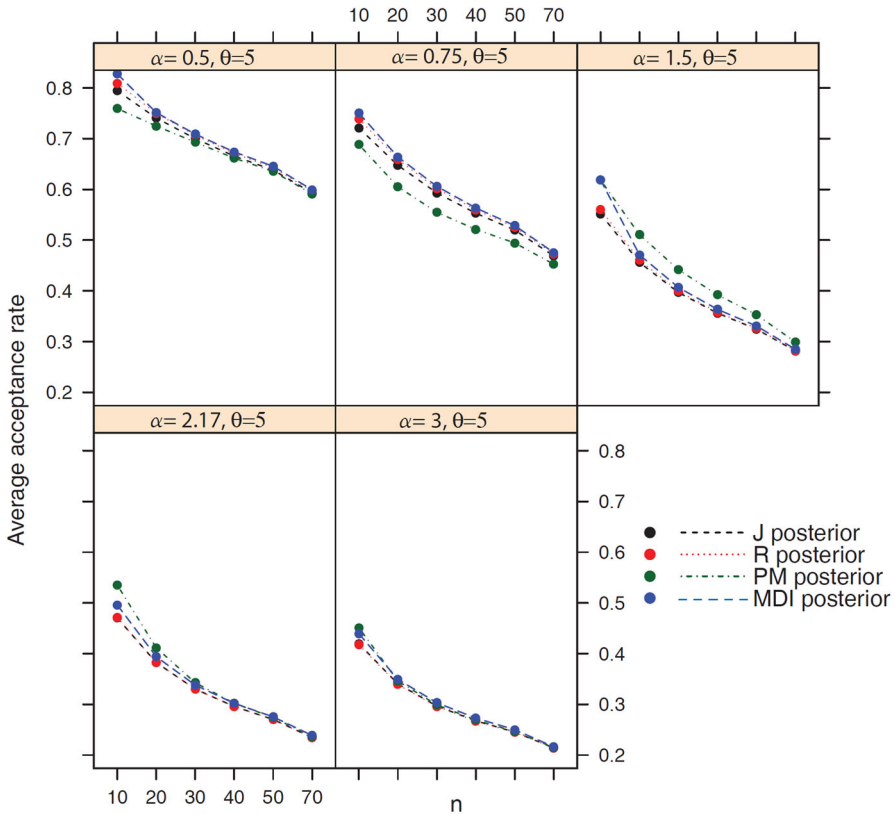 10 20 30 40 50 70
α= 0.5, θ=5
α= 0.75, θ=5
α= 1.5, θ=5
0.8
0.7
0.6
0.5
0.4
0.3
0.2
Average acceptance rate
α= 2.17, θ=5
α= 3, θ=5
0.8
0.7
0.6
0.5
0.4
0.3
0.2
J posterior
R posterior
PM posterior
MDI posterior
10 20 30 40 50 70
n